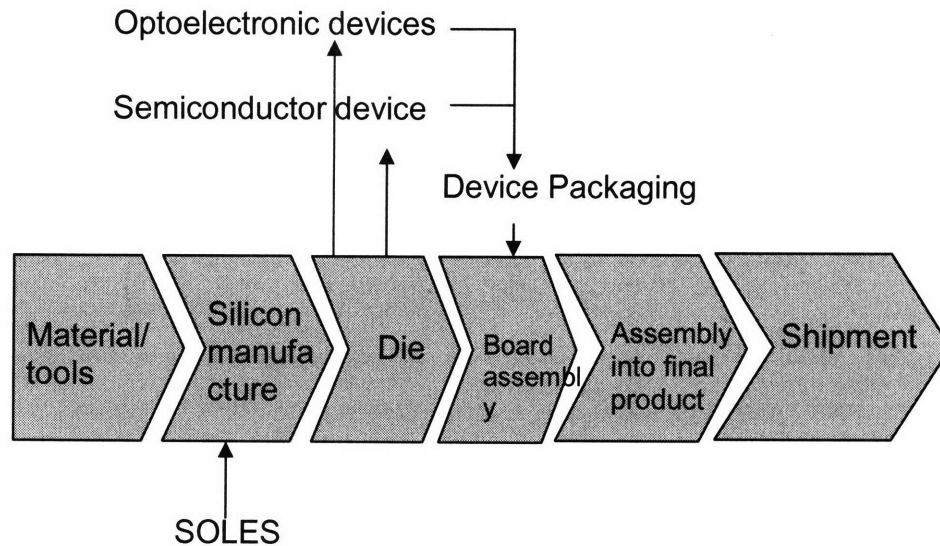 Optoelectronic devices
Semiconductor device
Device Packaging
Material/
tools
Silicon
manufa
cture
Die
Board
assembl
y
Assembly
into final
product
Shipment
SOLES